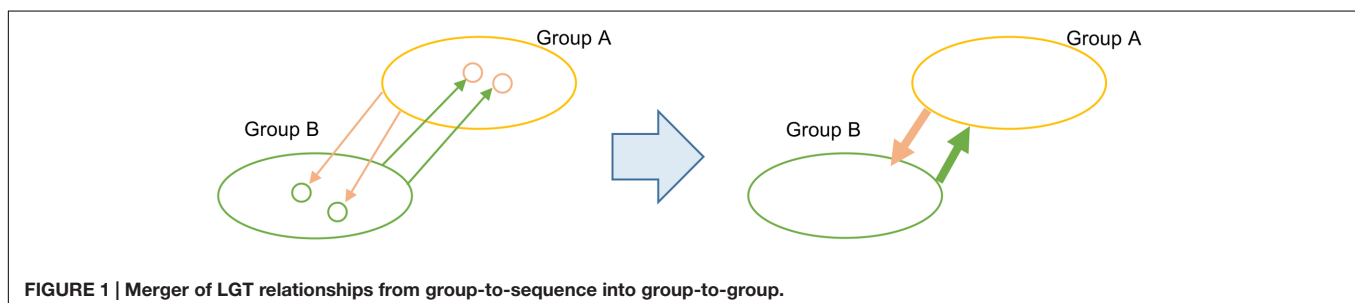 Group A
Group B
Group A
Group B
FIGURE 1 | Merger of LGT relationships from group-to-sequence into group-to-group.